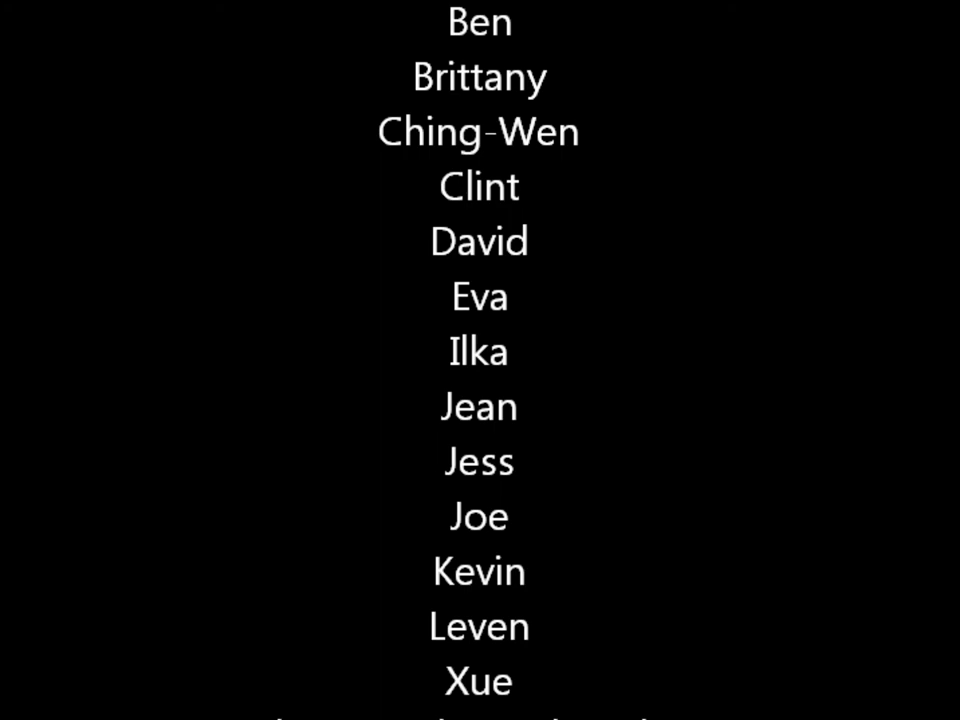 Ben
Brittany
Ching-Wen
Clint
David
Eva
Ilka
Jean
Jess
Joe
Kevin
Leven
Xue